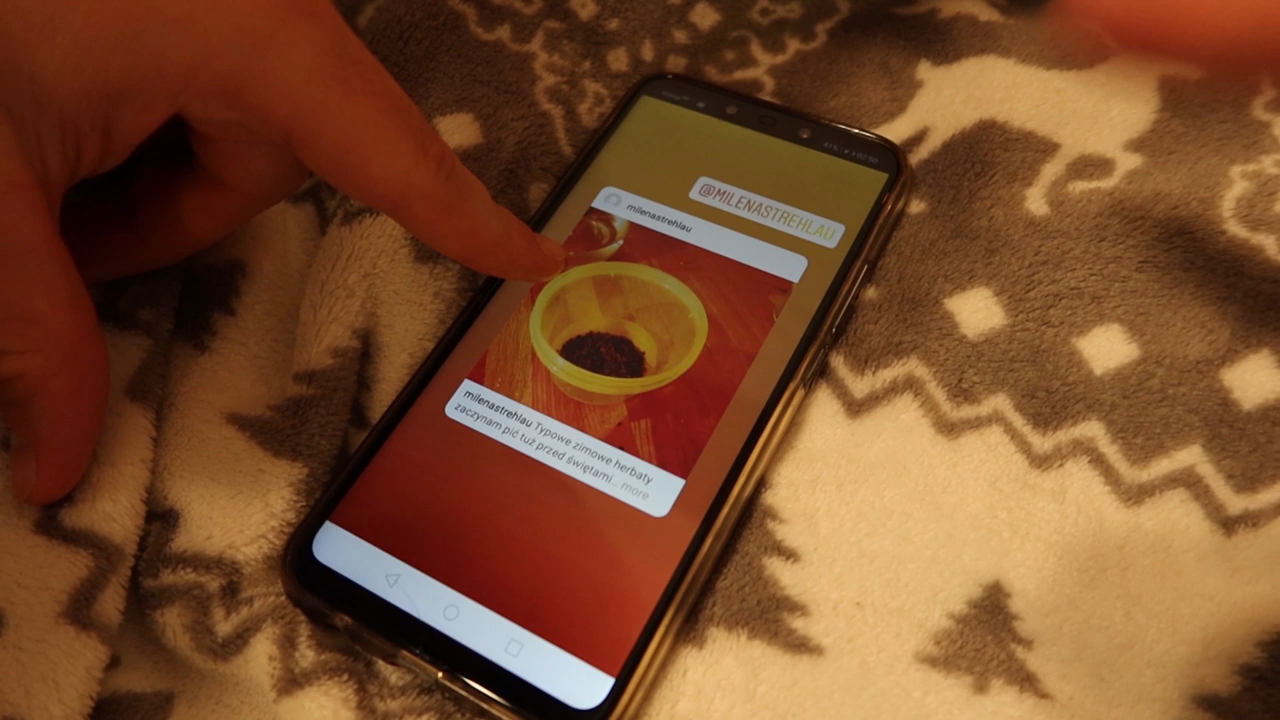 @MILENASTREHLAU
milenastrehlau
milenastrehlau Typowe zimowe herbaty
zaczynam pić tuż przed świętami... more